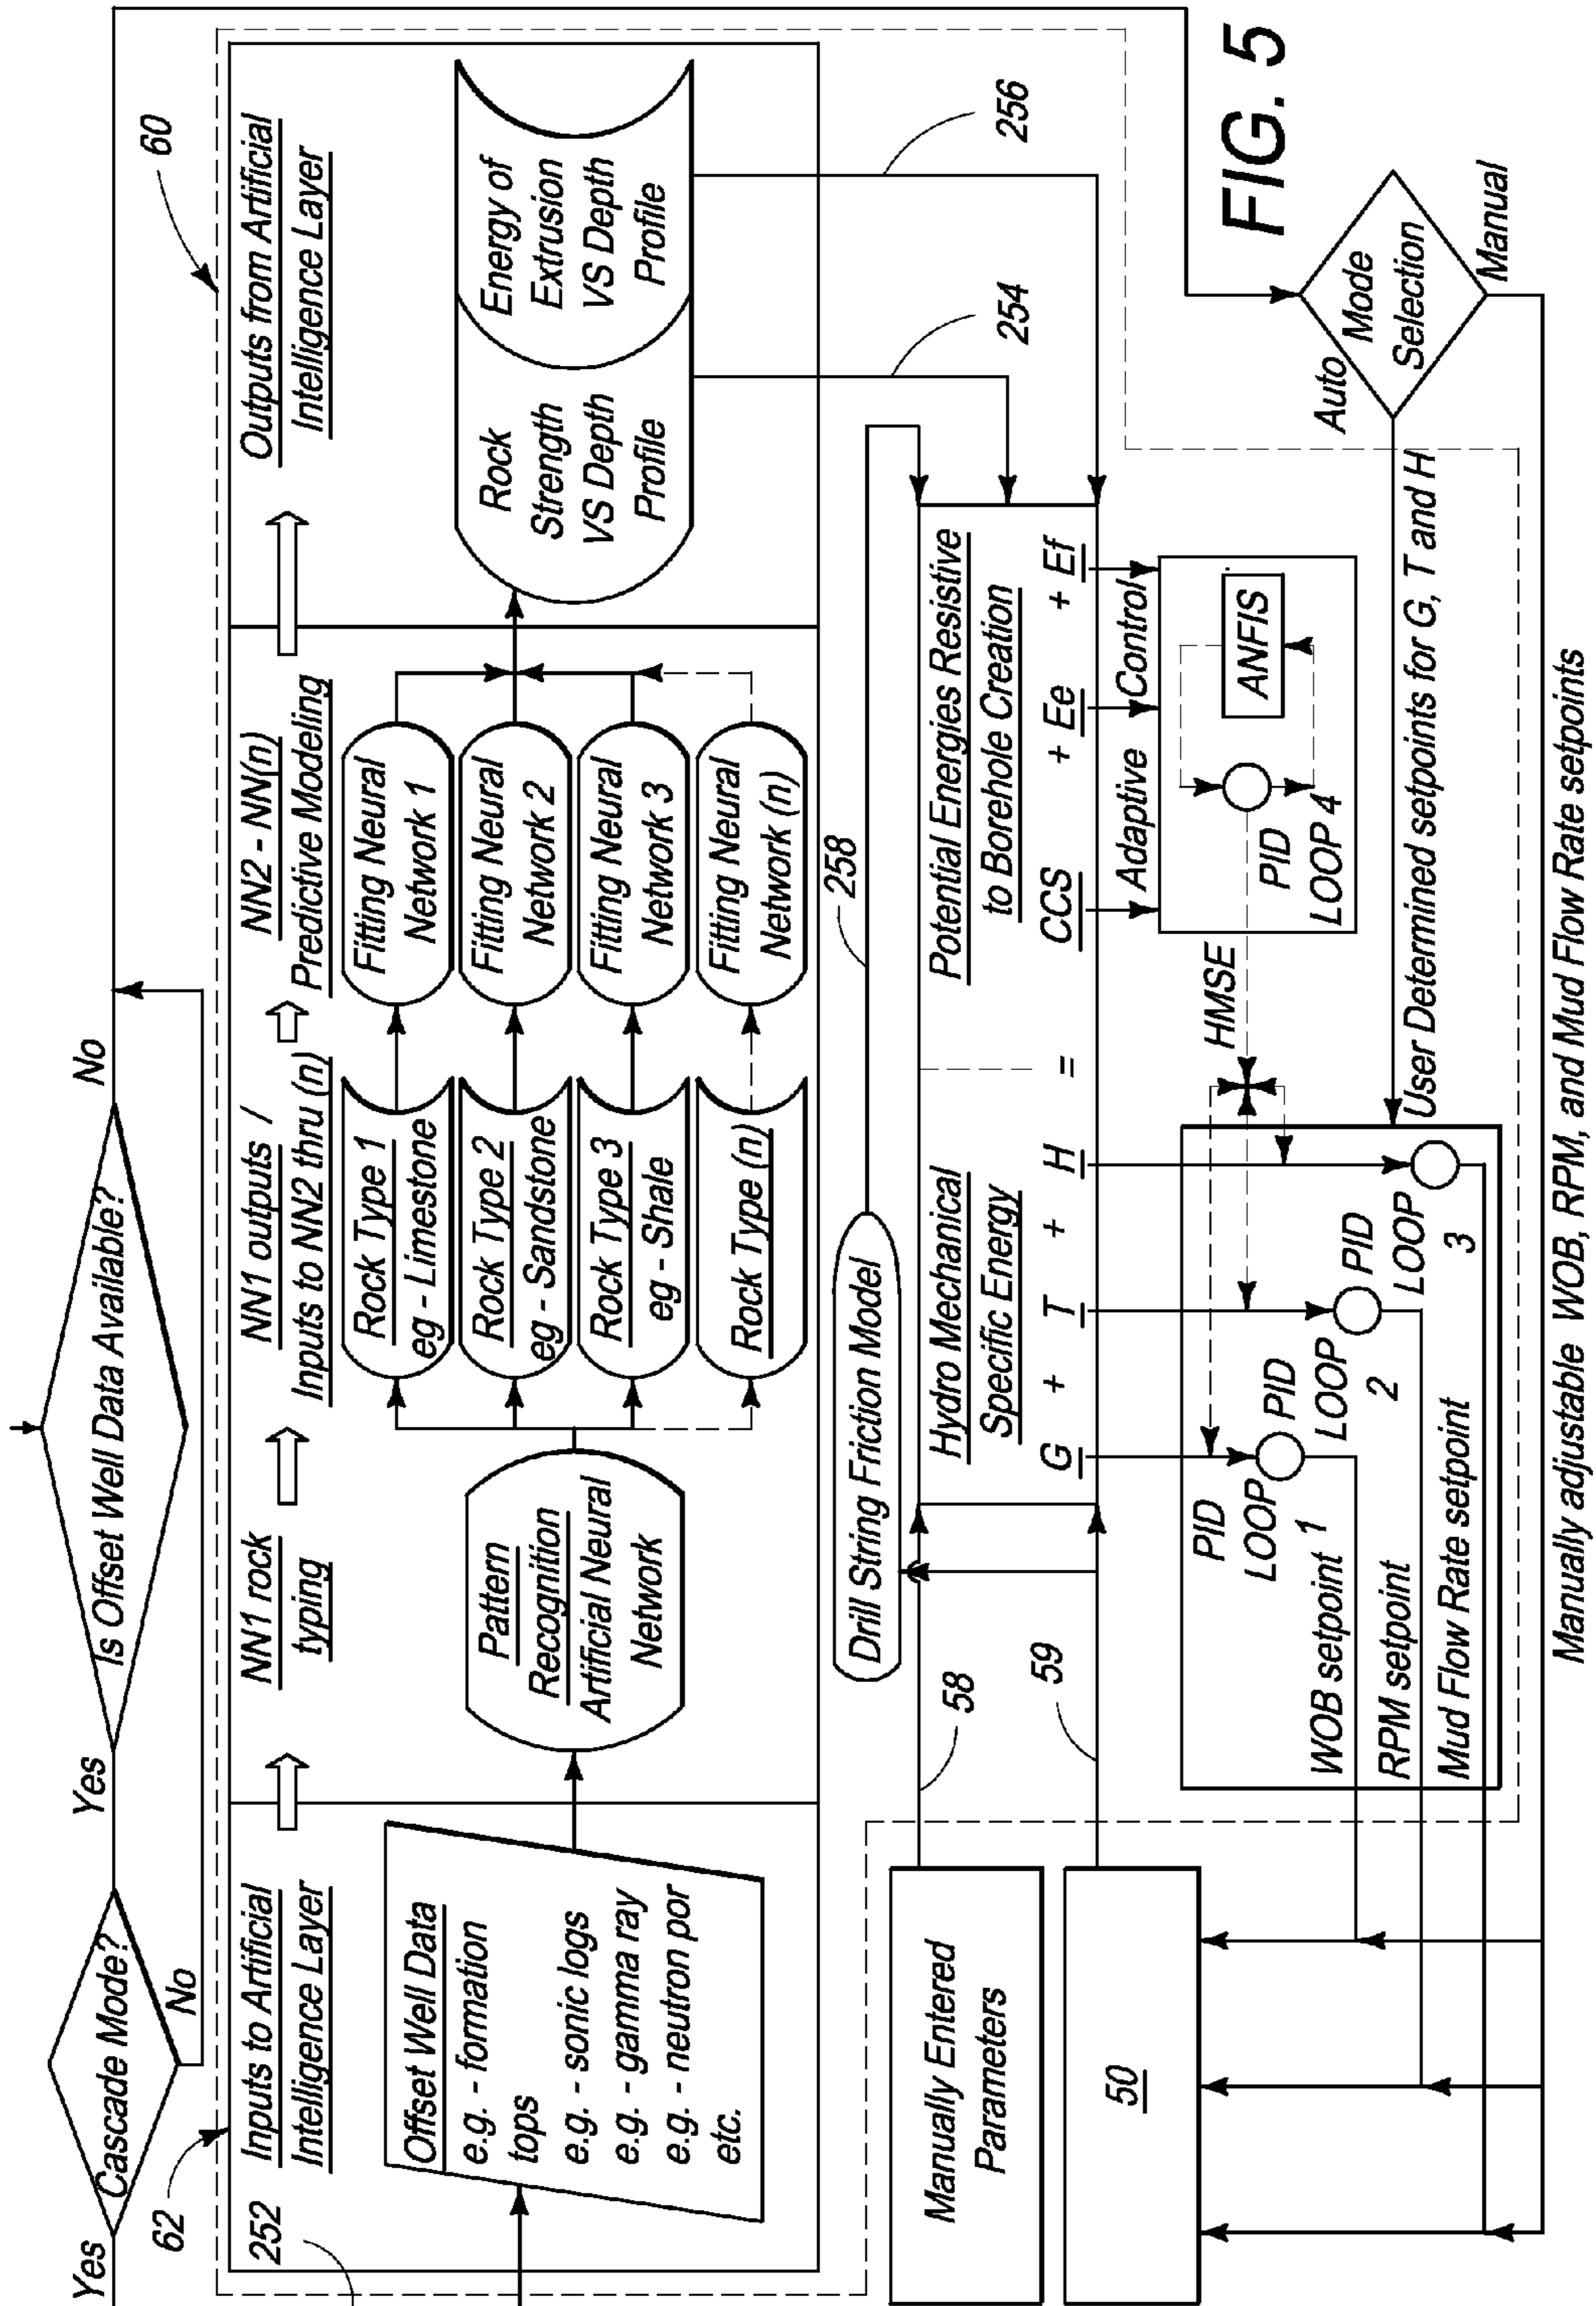 Is Offset Well Data Available?
Cascade Mode?
Yes
No
Yes
No
62
252
60
Inputs to Artificial
Intelligence Layer
NN1 rock
typing
NN1 outputs /
Inputs to NN2 thru (n)
NN2 - NN(n)
Predictive Modeling
Outputs from Artificial
Intelligence Layer
Offset Well Data
e.g. - formation
tops
e.g. - sonic logs
e.g. - gamma ray
e.g. - neutron por
etc.
Pattern
Recognition
Artificial Neural
Network
Rock Type 1
eg - Limestone
Rock Type 2
eg - Sandstone
Rock Type 3
eg - Shale
Rock Type (n)
Fitting Neural
Network 1
Fitting Neural
Network 2
Fitting Neural
Network 3
Fitting Neural
Network (n)
Rock
Strength
VS Depth
Profile
Energy of
Extrusion
VS Depth
Profile
Drill String Friction Model
258
254
256
Manually Entered
Parameters
58
50
59
Hydro Mechanical
Specific Energy
Potential Energies Resistive
to Borehole Creation
G + T + H = CCS + Ee + Ef
Adaptive Control
HMSE
PID
LOOP 4
ANFIS
PID
LOOP
1
PID
LOOP
2
PID
LOOP
3
WOB setpoint
RPM setpoint
Mud Flow Rate setpoint
User Determined setpoints for G, T and H
Auto
Mode
Selection
Manual
Manually adjustable WOB, RPM, and Mud Flow Rate setpoints
FIG. 5